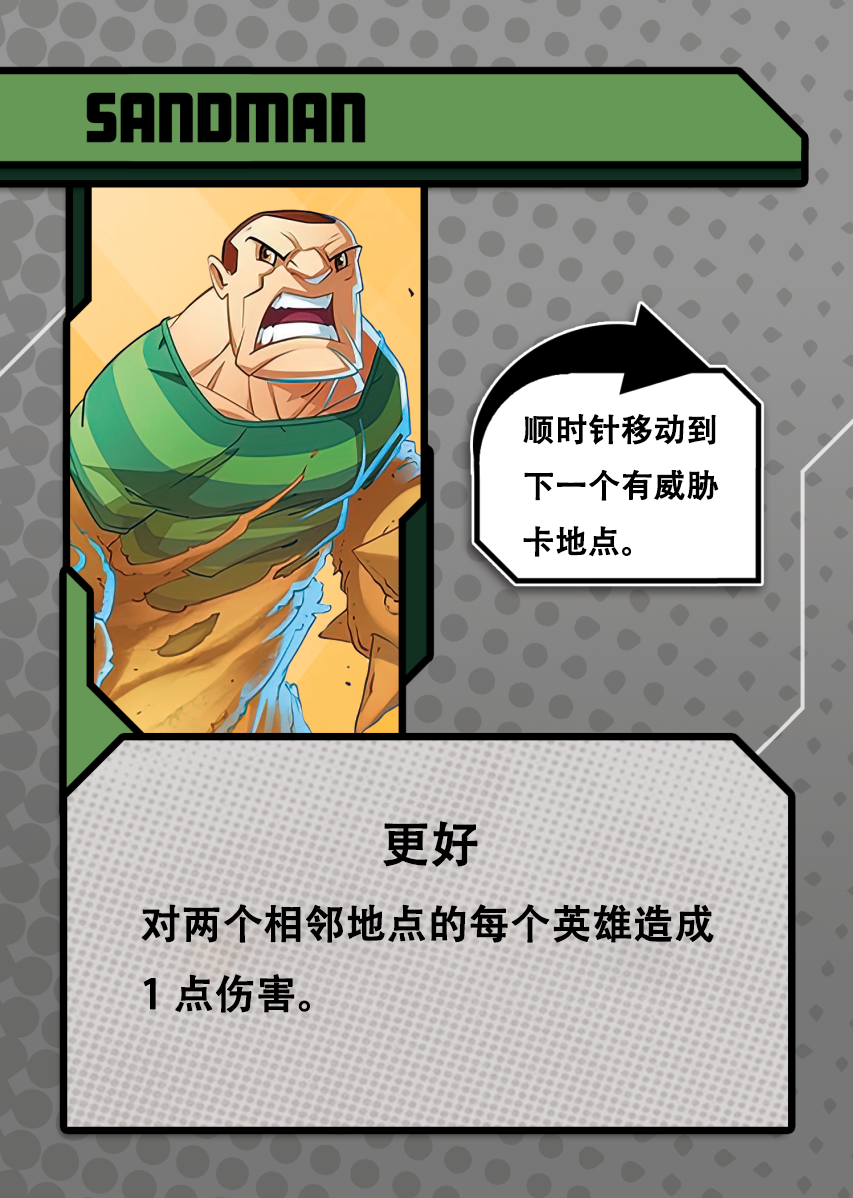 SANDMAN
顺时针移动到
下一个有威胁
卡地点。
更好
对两个相邻地点的每个英雄造成
1 点伤害。